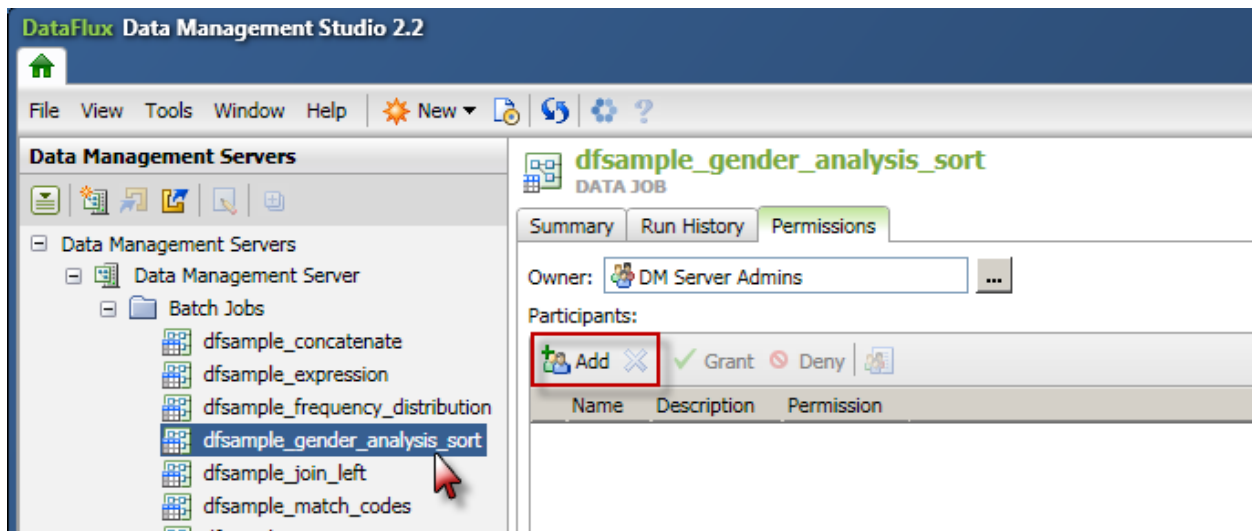 DataFlux Data Management Studio 2.2
File View Tools Window Help New
Data Management Servers
Data Management Servers
Data Management Server
Batch Jobs
dfsample_concatenate
dfsample_expression
dfsample_frequency_distribution
dfsample_gender_analysis_sort
dfsample_join_left
dfsample_match_codes
dfsample_gender_analysis_sort
DATA JOB
Summary Run History Permissions
Owner: DM Server Admins ...
Participants:
Add Grant Deny
Name Description Permission